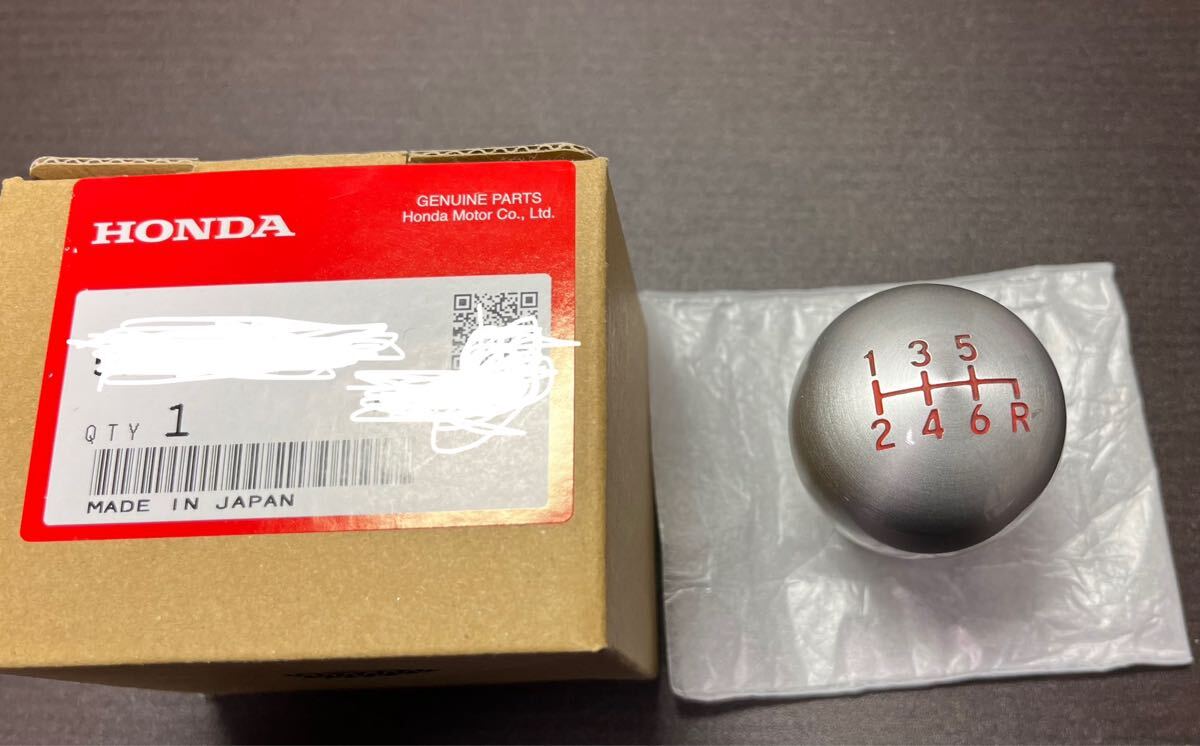 HONDA
GENUINE PARTS
Honda Motor Co., Ltd.
QTY 1
MADE IN JAPAN
1 3 5
2 4 6 R